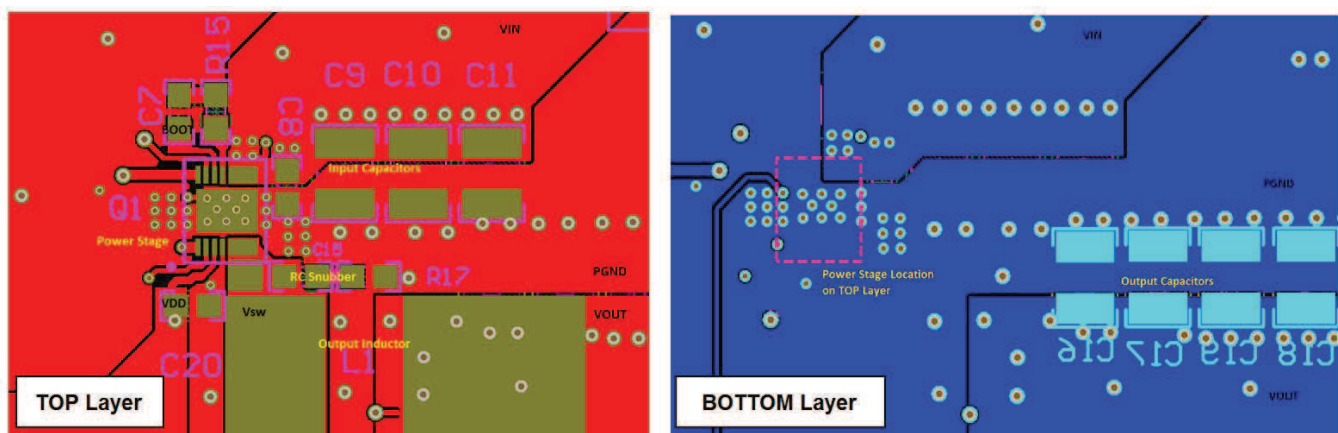 VIN
R15
C7
BOOT
C8
C9
C10
C11
Input Capacitors
Q1
Power Stage
C15
RC Snubber
R17
PGND
VDD
Vsw
VOUT
Output Inductor
L1
C20
TOP Layer
VIN
PGND
Power Stage Location
on TOP Layer
Output Capacitors
C16
C17
C19
C18
VOUT
BOTTOM Layer